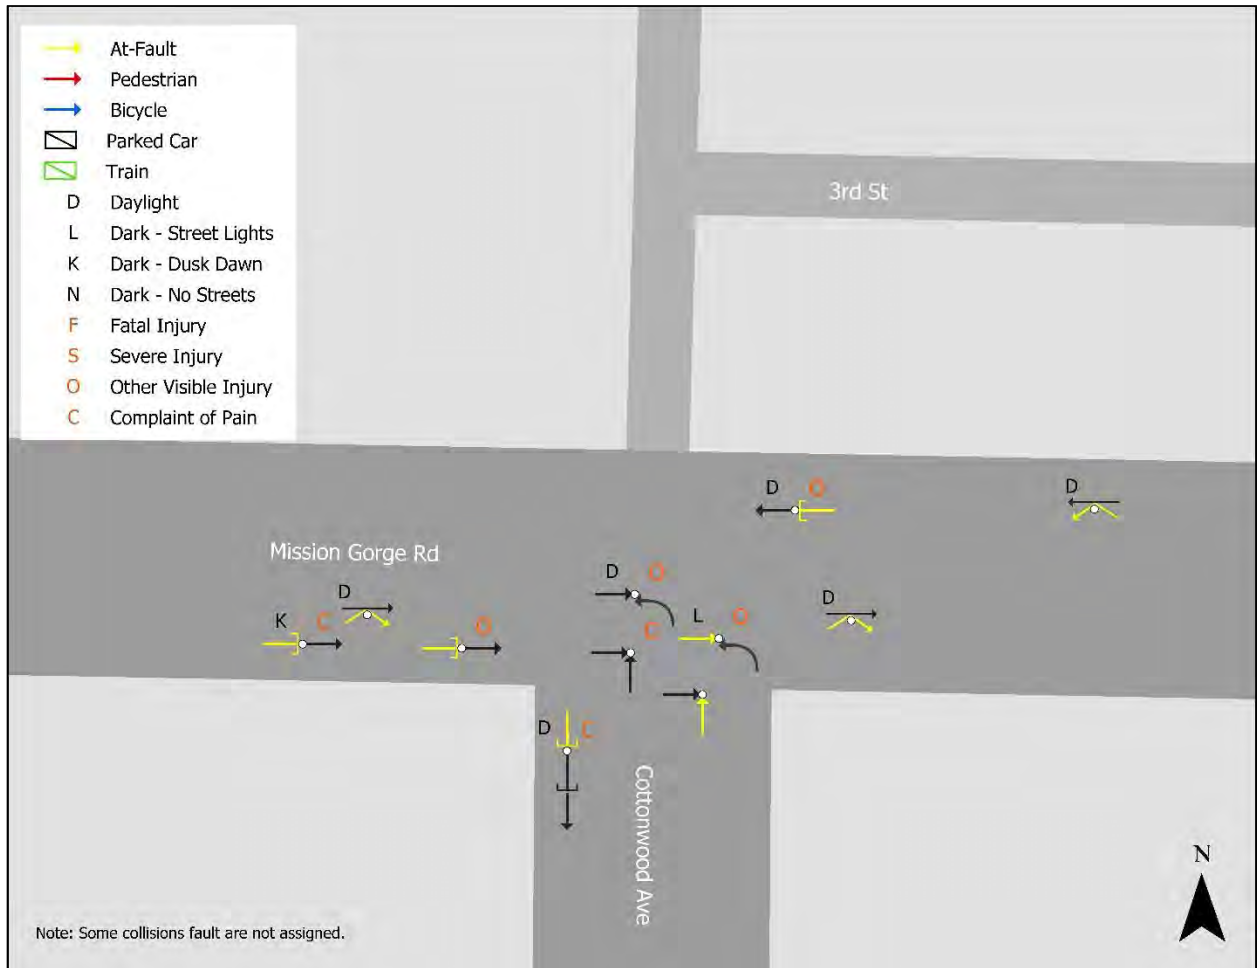 At-Fault
Pedestrian
Bicycle
Parked Car
Train
D Daylight
L Dark - Street Lights
K Dark - Dusk Dawn
N Dark - No Streets
F Fatal Injury
S Severe Injury
O Other Visible Injury
C Complaint of Pain
3rd St
D O
D
Mission Gorge Rd
D O
D
D
K C
O
C
L O
D C
Cottonwood Ave
N
Note: Some collisions fault are not assigned.